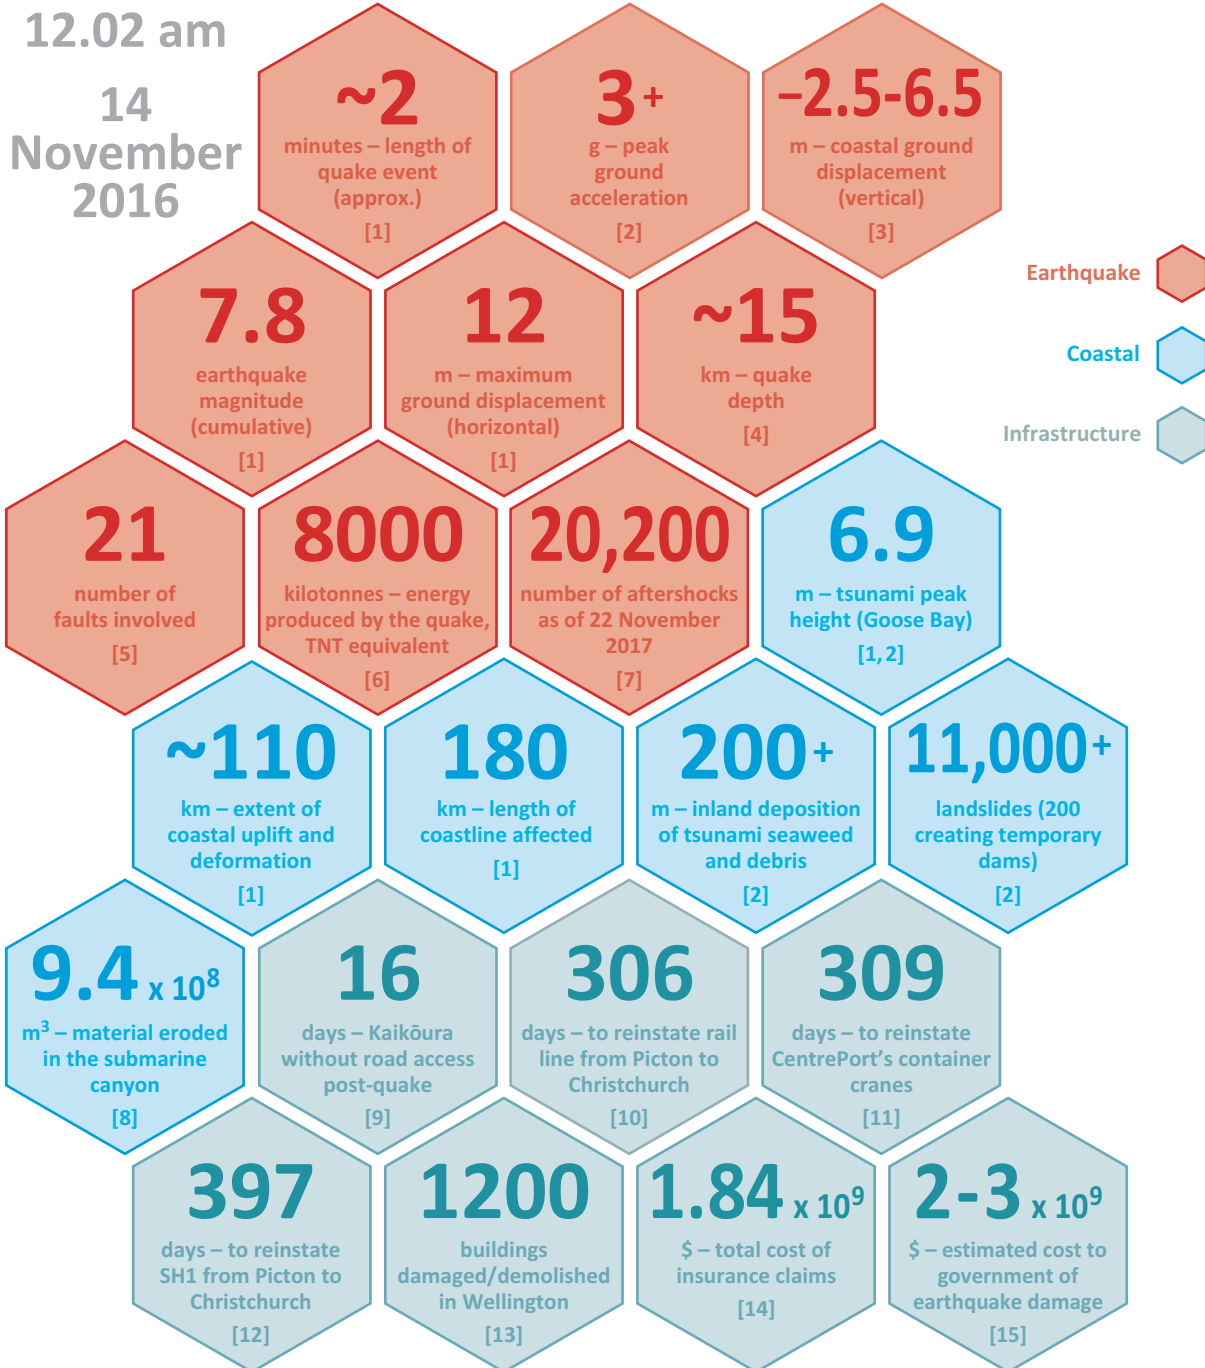 12.02 am
14
November
2016
~2
minutes – length of
quake event
(approx.)
[1]
3+
g – peak
ground
acceleration
[2]
–2.5-6.5
m – coastal ground
displacement
(vertical)
[3]
Earthquake
Coastal
Infrastructure
7.8
earthquake
magnitude
(cumulative)
[1]
12
m – maximum
ground displacement
(horizontal)
[1]
~15
km – quake
depth
[4]
21
number of
faults involved
[5]
8000
kilotonnes – energy
produced by the quake,
TNT equivalent
[6]
20,200
number of aftershocks
as of 22 November
2017
[7]
6.9
m – tsunami peak
height (Goose Bay)
[1, 2]
~110
km – extent of
coastal uplift and
deformation
[1]
180
km – length of
coastline affected
[1]
200+
m – inland deposition
of tsunami seaweed
and debris
[2]
11,000+
landslides (200
creating temporary
dams)
[2]
9.4 x 10⁸
m³ – material eroded
in the submarine
canyon
[8]
16
days – Kaikōura
without road access
post-quake
[9]
306
days – to reinstate rail
line from Picton to
Christchurch
[10]
309
days – to reinstate
CentrePort's container
cranes
[11]
397
days – to reinstate
SH1 from Picton to
Christchurch
[12]
1200
buildings
damaged/demolished
in Wellington
[13]
1.84 x 10⁹
$ – total cost of
insurance claims
[14]
2-3 x 10⁹
$ – estimated cost to
government of
earthquake damage
[15]